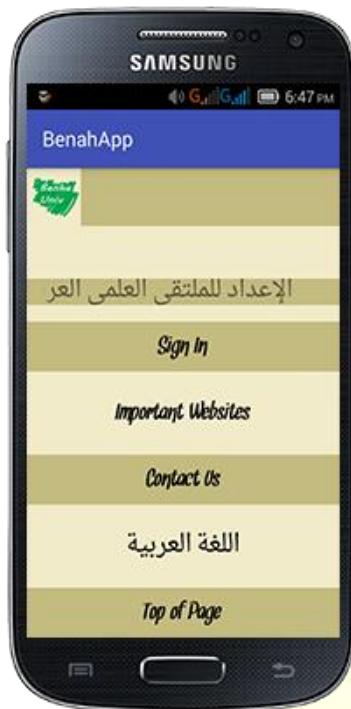 SAMSUNG
G G 6:47 PM
BenahApp
Benha
Univ
الإعداد للملتقى العلمى العر
Sign In
Important Websites
Contact Us
اللغة العربية
Top of Page